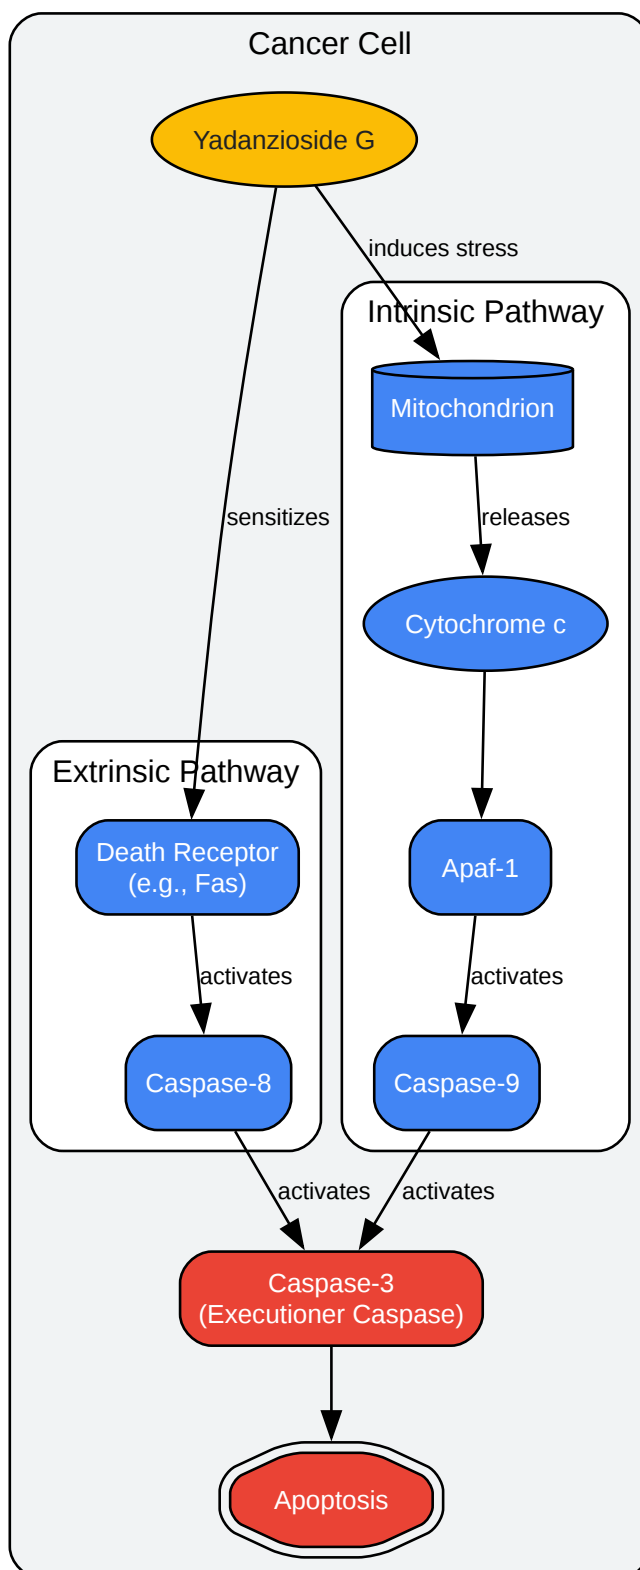 Cancer Cell
Yadanzioside G
induces stress
Intrinsic Pathway
Mitochondrion
sensitizes
releases
Cytochrome c
Extrinsic Pathway
Death Receptor
(e.g., Fas)
Apaf-1
activates
activates
Caspase-8
Caspase-9
activates
activates
Caspase-3
(Executioner Caspase)
Apoptosis